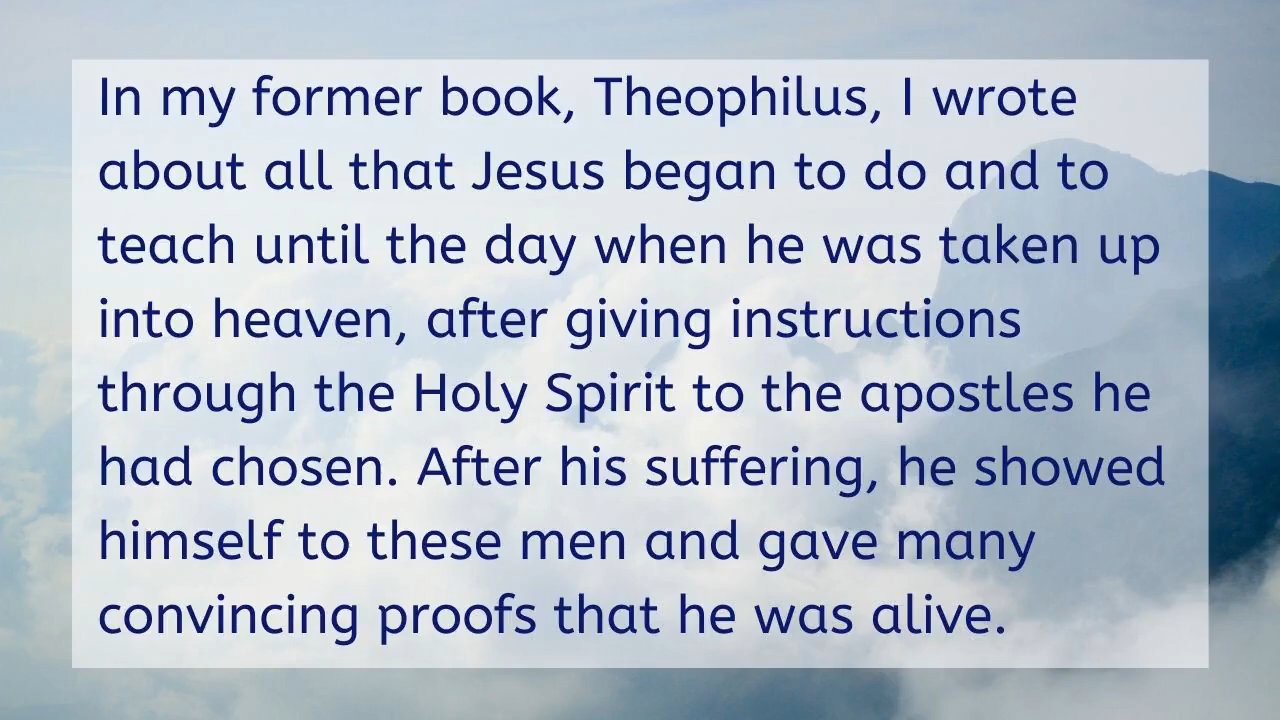 In my former book, Theophilus, I wrote
about all that Jesus began to do and to
teach until the day when he was taken up
into heaven, after giving instructions
through the Holy Spirit to the apostles he
had chosen. After his suffering, he showed
himself to these men and gave many
convincing proofs that he was alive.